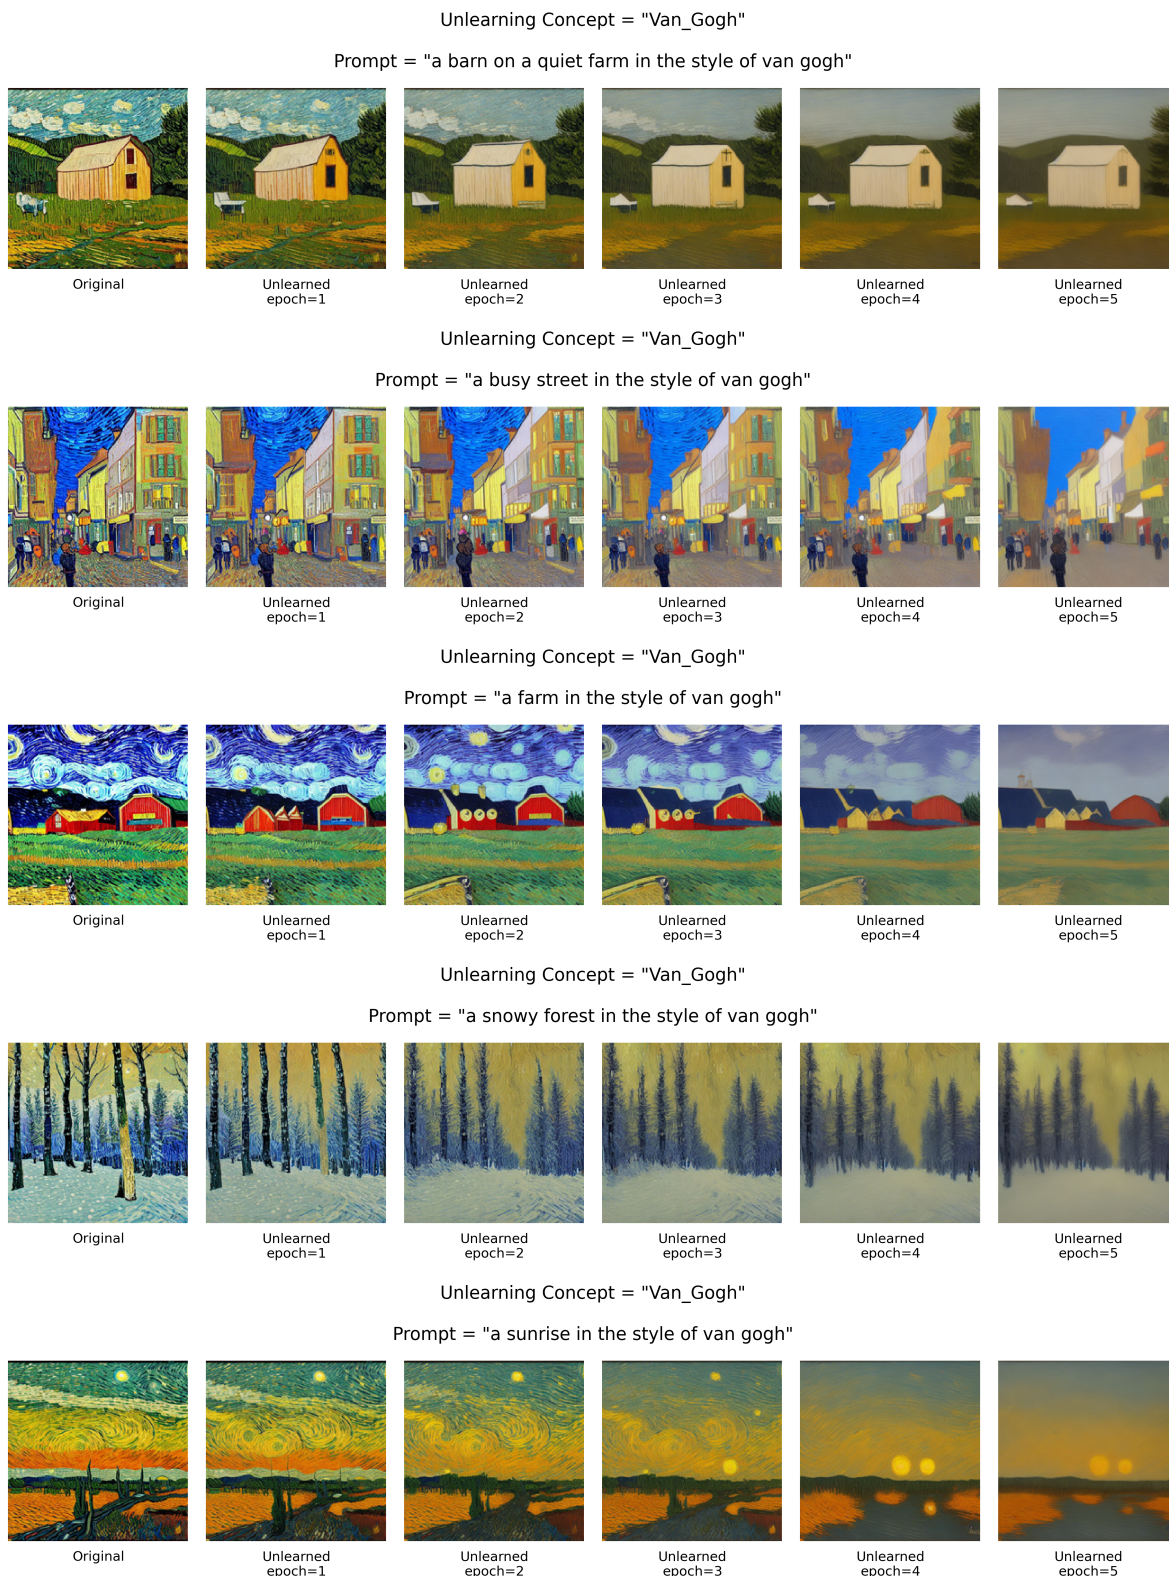 Unlearning Concept = "Van_Gogh"
Prompt = "a barn on a quiet farm in the style of van gogh"
Original
Unlearned
epoch=1
Unlearned
epoch=2
Unlearned
epoch=3
Unlearned
epoch=4
Unlearned
epoch=5
Unlearning Concept = "Van_Gogh"
Prompt = "a busy street in the style of van gogh"
Original
Unlearned
epoch=1
Unlearned
epoch=2
Unlearned
epoch=3
Unlearned
epoch=4
Unlearned
epoch=5
Unlearning Concept = "Van_Gogh"
Prompt = "a farm in the style of van gogh"
Original
Unlearned
epoch=1
Unlearned
epoch=2
Unlearned
epoch=3
Unlearned
epoch=4
Unlearned
epoch=5
Unlearning Concept = "Van_Gogh"
Prompt = "a snowy forest in the style of van gogh"
Original
Unlearned
epoch=1
Unlearned
epoch=2
Unlearned
epoch=3
Unlearned
epoch=4
Unlearned
epoch=5
Unlearning Concept = "Van_Gogh"
Prompt = "a sunrise in the style of van gogh"
Original
Unlearned
epoch=1
Unlearned
epoch=2
Unlearned
epoch=3
Unlearned
epoch=4
Unlearned
epoch=5